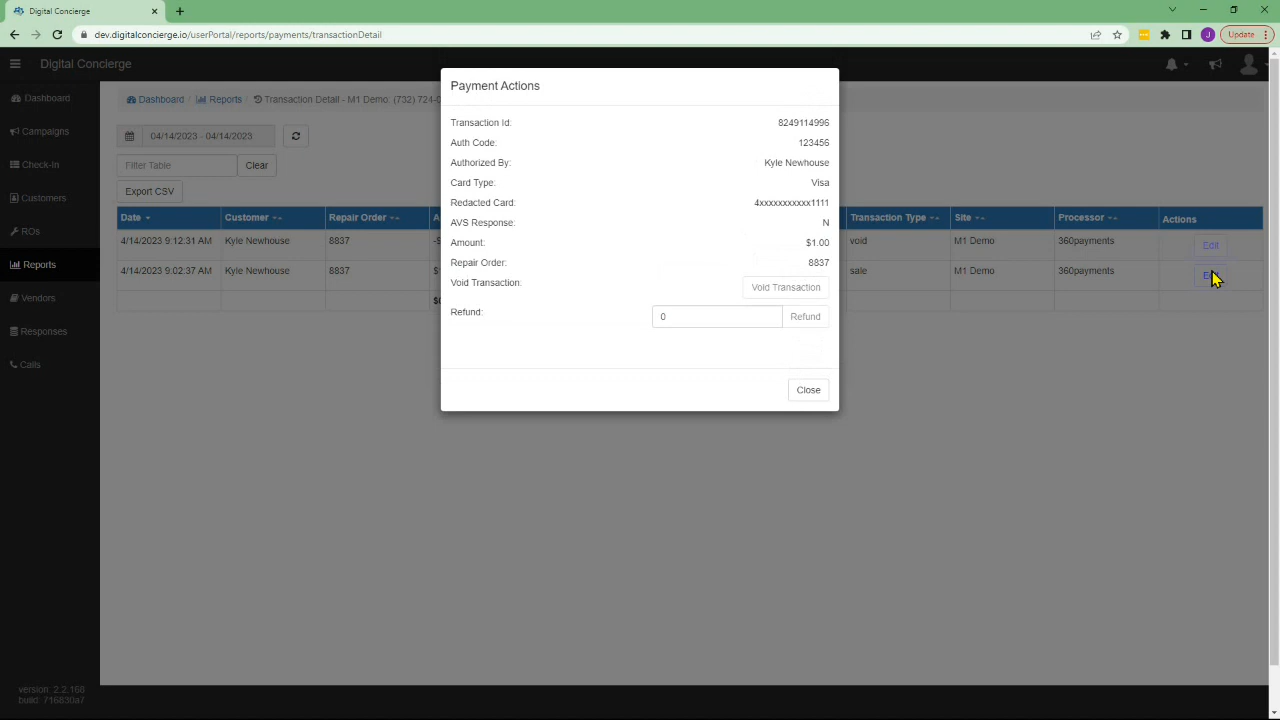 Digital Concierge
dev.digitalconcierge.io/userPortal/reports/payments/transactionDetail
Update
Digital Concierge
Dashboard
Campaigns
Check-In
Customers
ROs
Reports
Vendors
Responses
Calls
version: 2.2.168
build: 716830a7
Dashboard Reports Transaction Detail - M1 Demo: (732) 724-0
04/14/2023 - 04/14/2023
Filter Table Clear
Export CSV
Date Customer Repair Order Transaction Type Site Processor Actions
4/14/2023 9:12:31 AM Kyle Newhouse 8837 -$ void M1 Demo 360payments Edit
4/14/2023 9:02:37 AM Kyle Newhouse 8837 sale M1 Demo 360payments
Payment Actions
Transaction Id: 8249114996
Auth Code: 123456
Authorized By: Kyle Newhouse
Card Type: Visa
Redacted Card: 4xxxxxxxxxxx1111
AVS Response: N
Amount: $1.00
Repair Order: 8837
Void Transaction: Void Transaction
Refund: 0 Refund
Close